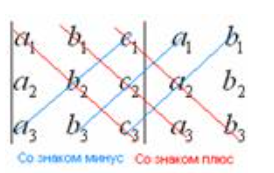 a₁ b₁ c₁ a₁ b₁
a₂ b₂ c₂ a₂ b₂
a₃ b₃ c₃ a₃ b₃
Со знаком минус Со знаком плюс